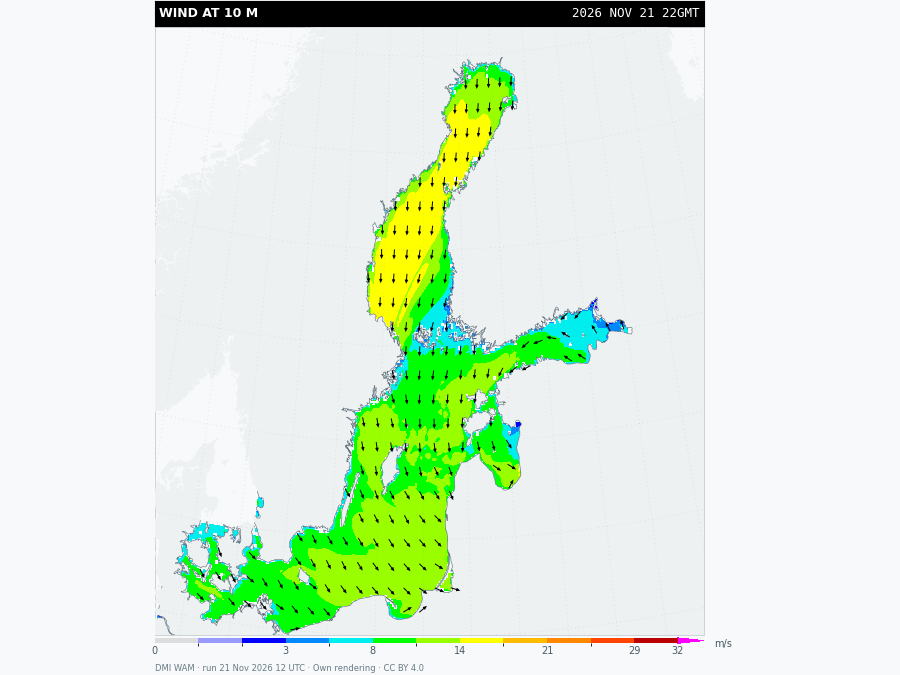 WIND AT 10 M
2026 NOV 21 22GMT
0
3
8
14
21
29
32
m/s
DMI WAM · run 21 Nov 2026 12 UTC · Own rendering · CC BY 4.0